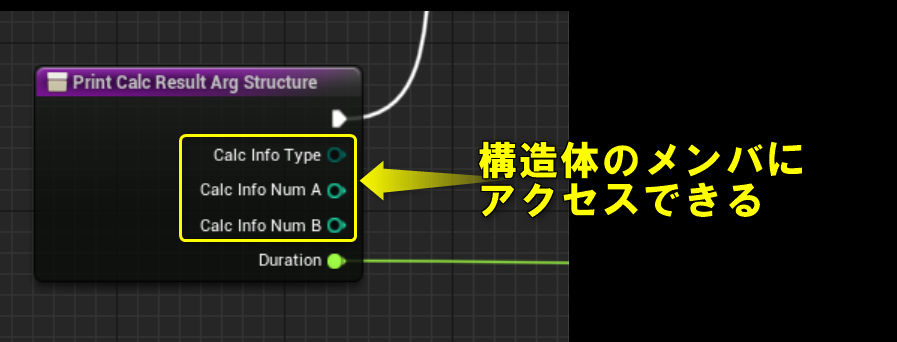 Print Calc Result Arg Structure
Calc Info Type
Calc Info Num A
Calc Info Num B
Duration
構造体のメンバに
アクセスできる